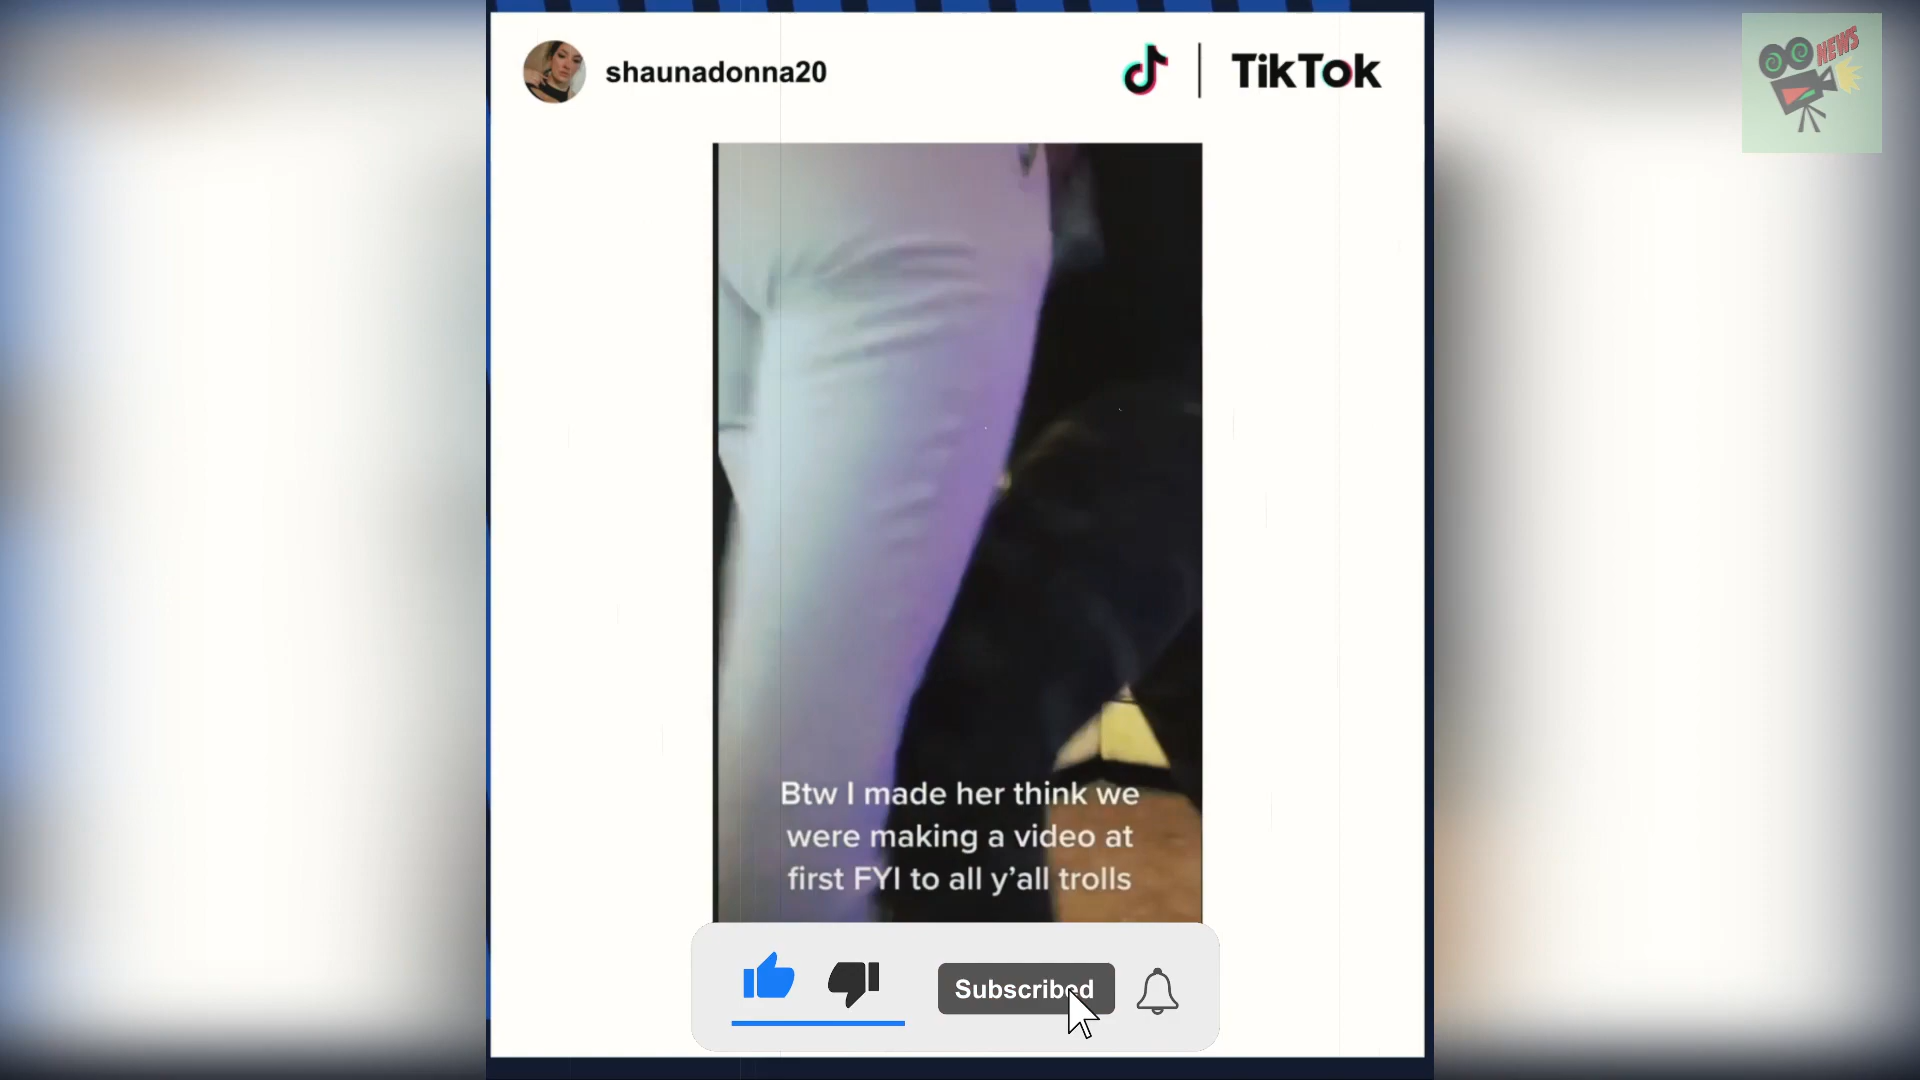 shaunadonna20
TikTok
NEWS
Btw I made her think we
were making a video at
first FYI to all y’all trolls
Subscribed